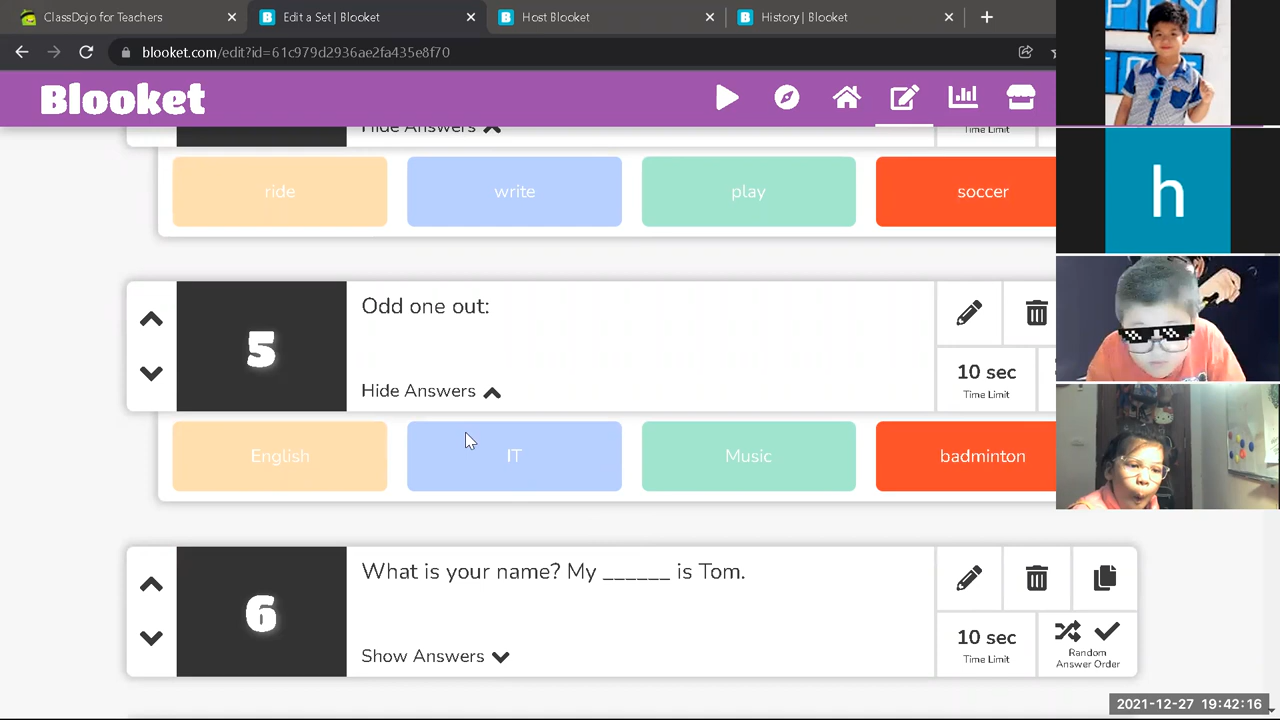 ClassDojo for Teachers
Edit a Set | Blooket
Host Blooket
History | Blooket
blooket.com/edit?id=61c979d2936ae2fa433e8f70
Blooket
Hide Answers
Time Limit
ride
write
play
soccer
5
Odd one out:
Hide Answers
10 sec
Time Limit
English
IT
Music
badminton
6
What is your name? My ______ is Tom.
Show Answers
10 sec
Time Limit
Random
Answer Order
h
2021-12-27 19:42:16